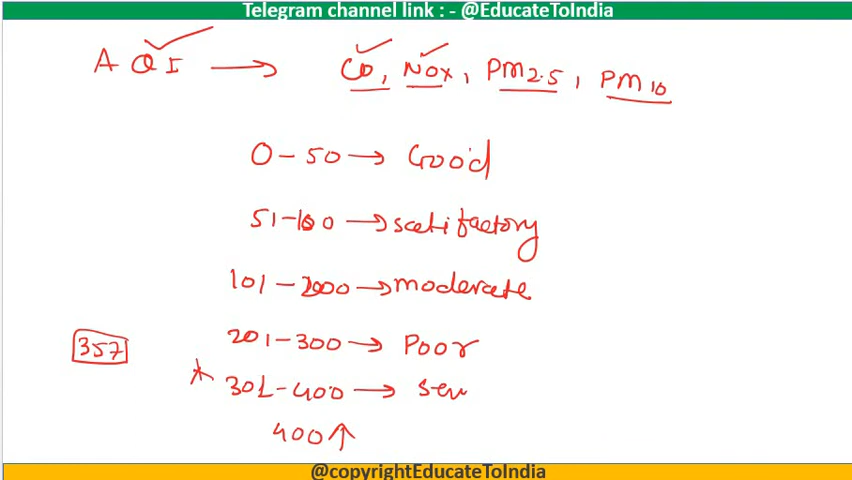 Telegram channel link : - @EducateToIndia
AQI → CO, NOx, PM2.5, PM10
0-50 → Good
51-100 → satifactory
101-200 → moderate
201-300 → Poor
357
301-400 → sev
400↑
@copyrightEducateToIndia